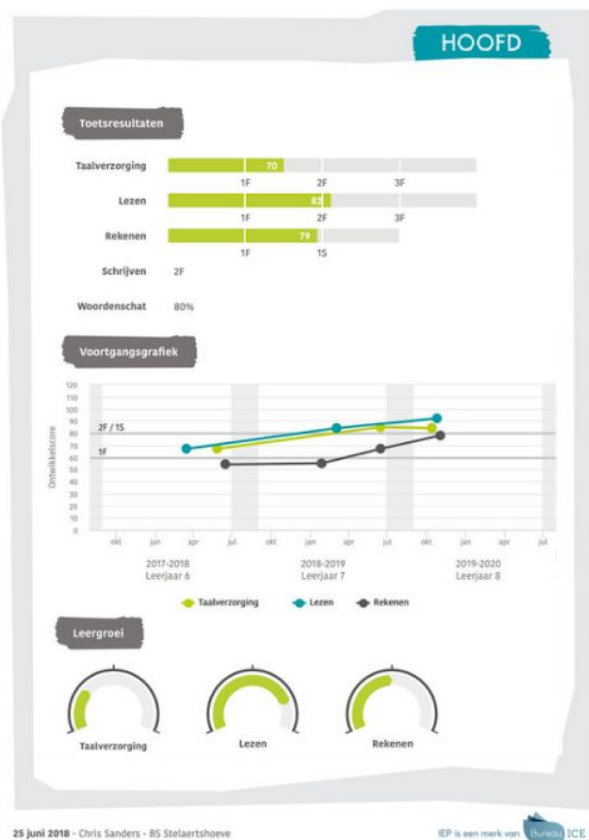 HOOFD
Toetsresultaten
Taalverzorging 70
1F 2F 3F
Lezen 82
1F 2F 3F
Rekenen 79
1F 1S
Schrijven 2F
Woordenschat 80%
Voortgangsgrafiek
Ontwikkelscore
120
110
100
90
2F / 1S
80
70
1F
60
50
40
30
20
10
0
okt jan apr jul okt jan apr jul okt jan apr jul
2017-2018 2018-2019 2019-2020
Leerjaar 6 Leerjaar 7 Leerjaar 8
Taalverzorging Lezen Rekenen
Leergroei
Taalverzorging Lezen Rekenen
25 juni 2018 - Chris Sanders - BS Stelaertshoeve
IEP is een merk van Bureau ICE